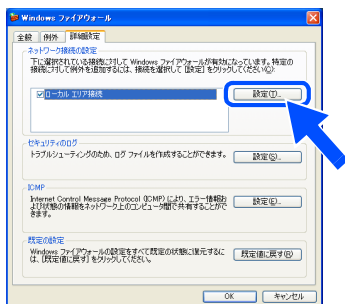 Windows ファイアウォール
全般 例外 詳細設定
ネットワーク接続の設定
下に選択されている接続に対して Windows ファイアウォールが有効になっています。特定の
接続に対して例外を追加するには、接続を選択して [設定] をクリックしてください(C):
ローカル エリア接続
設定(T)...
セキュリティのログ
トラブルシューティングのため、ログ ファイルを作成することができます。
設定(S)...
ICMP
Internet Control Message Protocol (ICMP) により、エラー情報お
よび状態の情報をネットワーク上のコンピュータ間で共有することがで
きます。
設定(E)...
既定の設定
Windows ファイアウォールの設定をすべて既定の状態に復元するに
は、[既定値に戻す] をクリックしてください。
既定値に戻す(R)
OK キャンセル